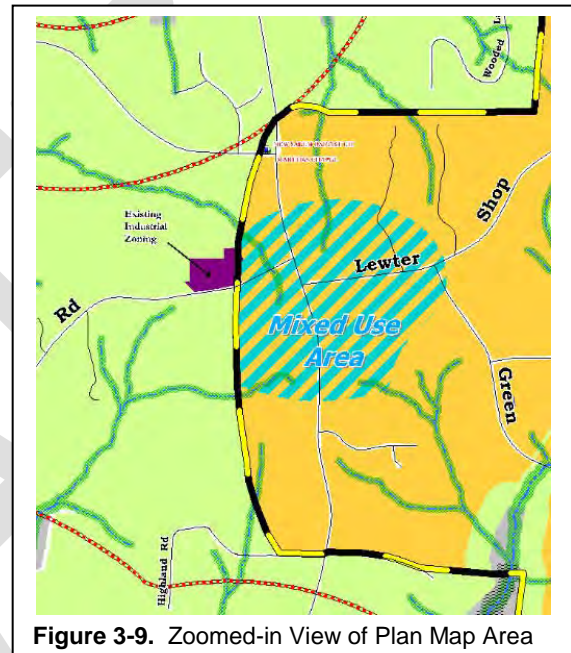 Wooded
Shop
Existing
Industrial
Zoning
Lewter
Rd
Mixed Use
Area
Green
Highland Rd
Figure 3-9. Zoomed-in View of Plan Map Area